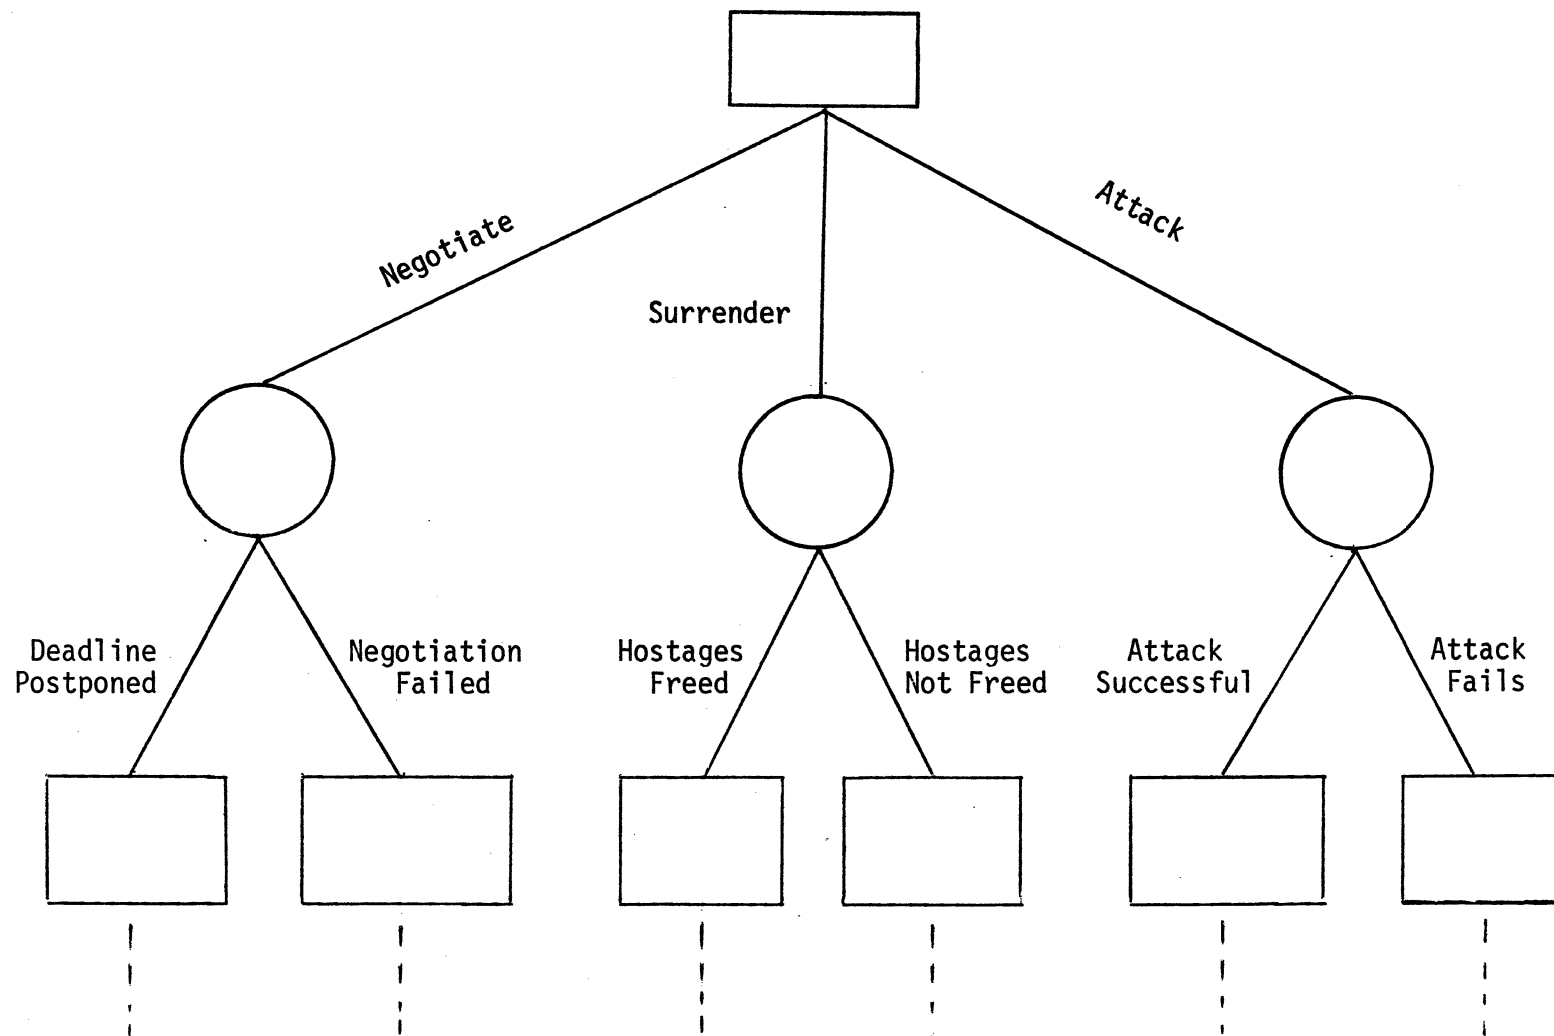 Negotiate
Surrender
Attack
Deadline
Postponed
Negotiation
Failed
Hostages
Freed
Hostages
Not Freed
Attack
Successful
Attack
Fails